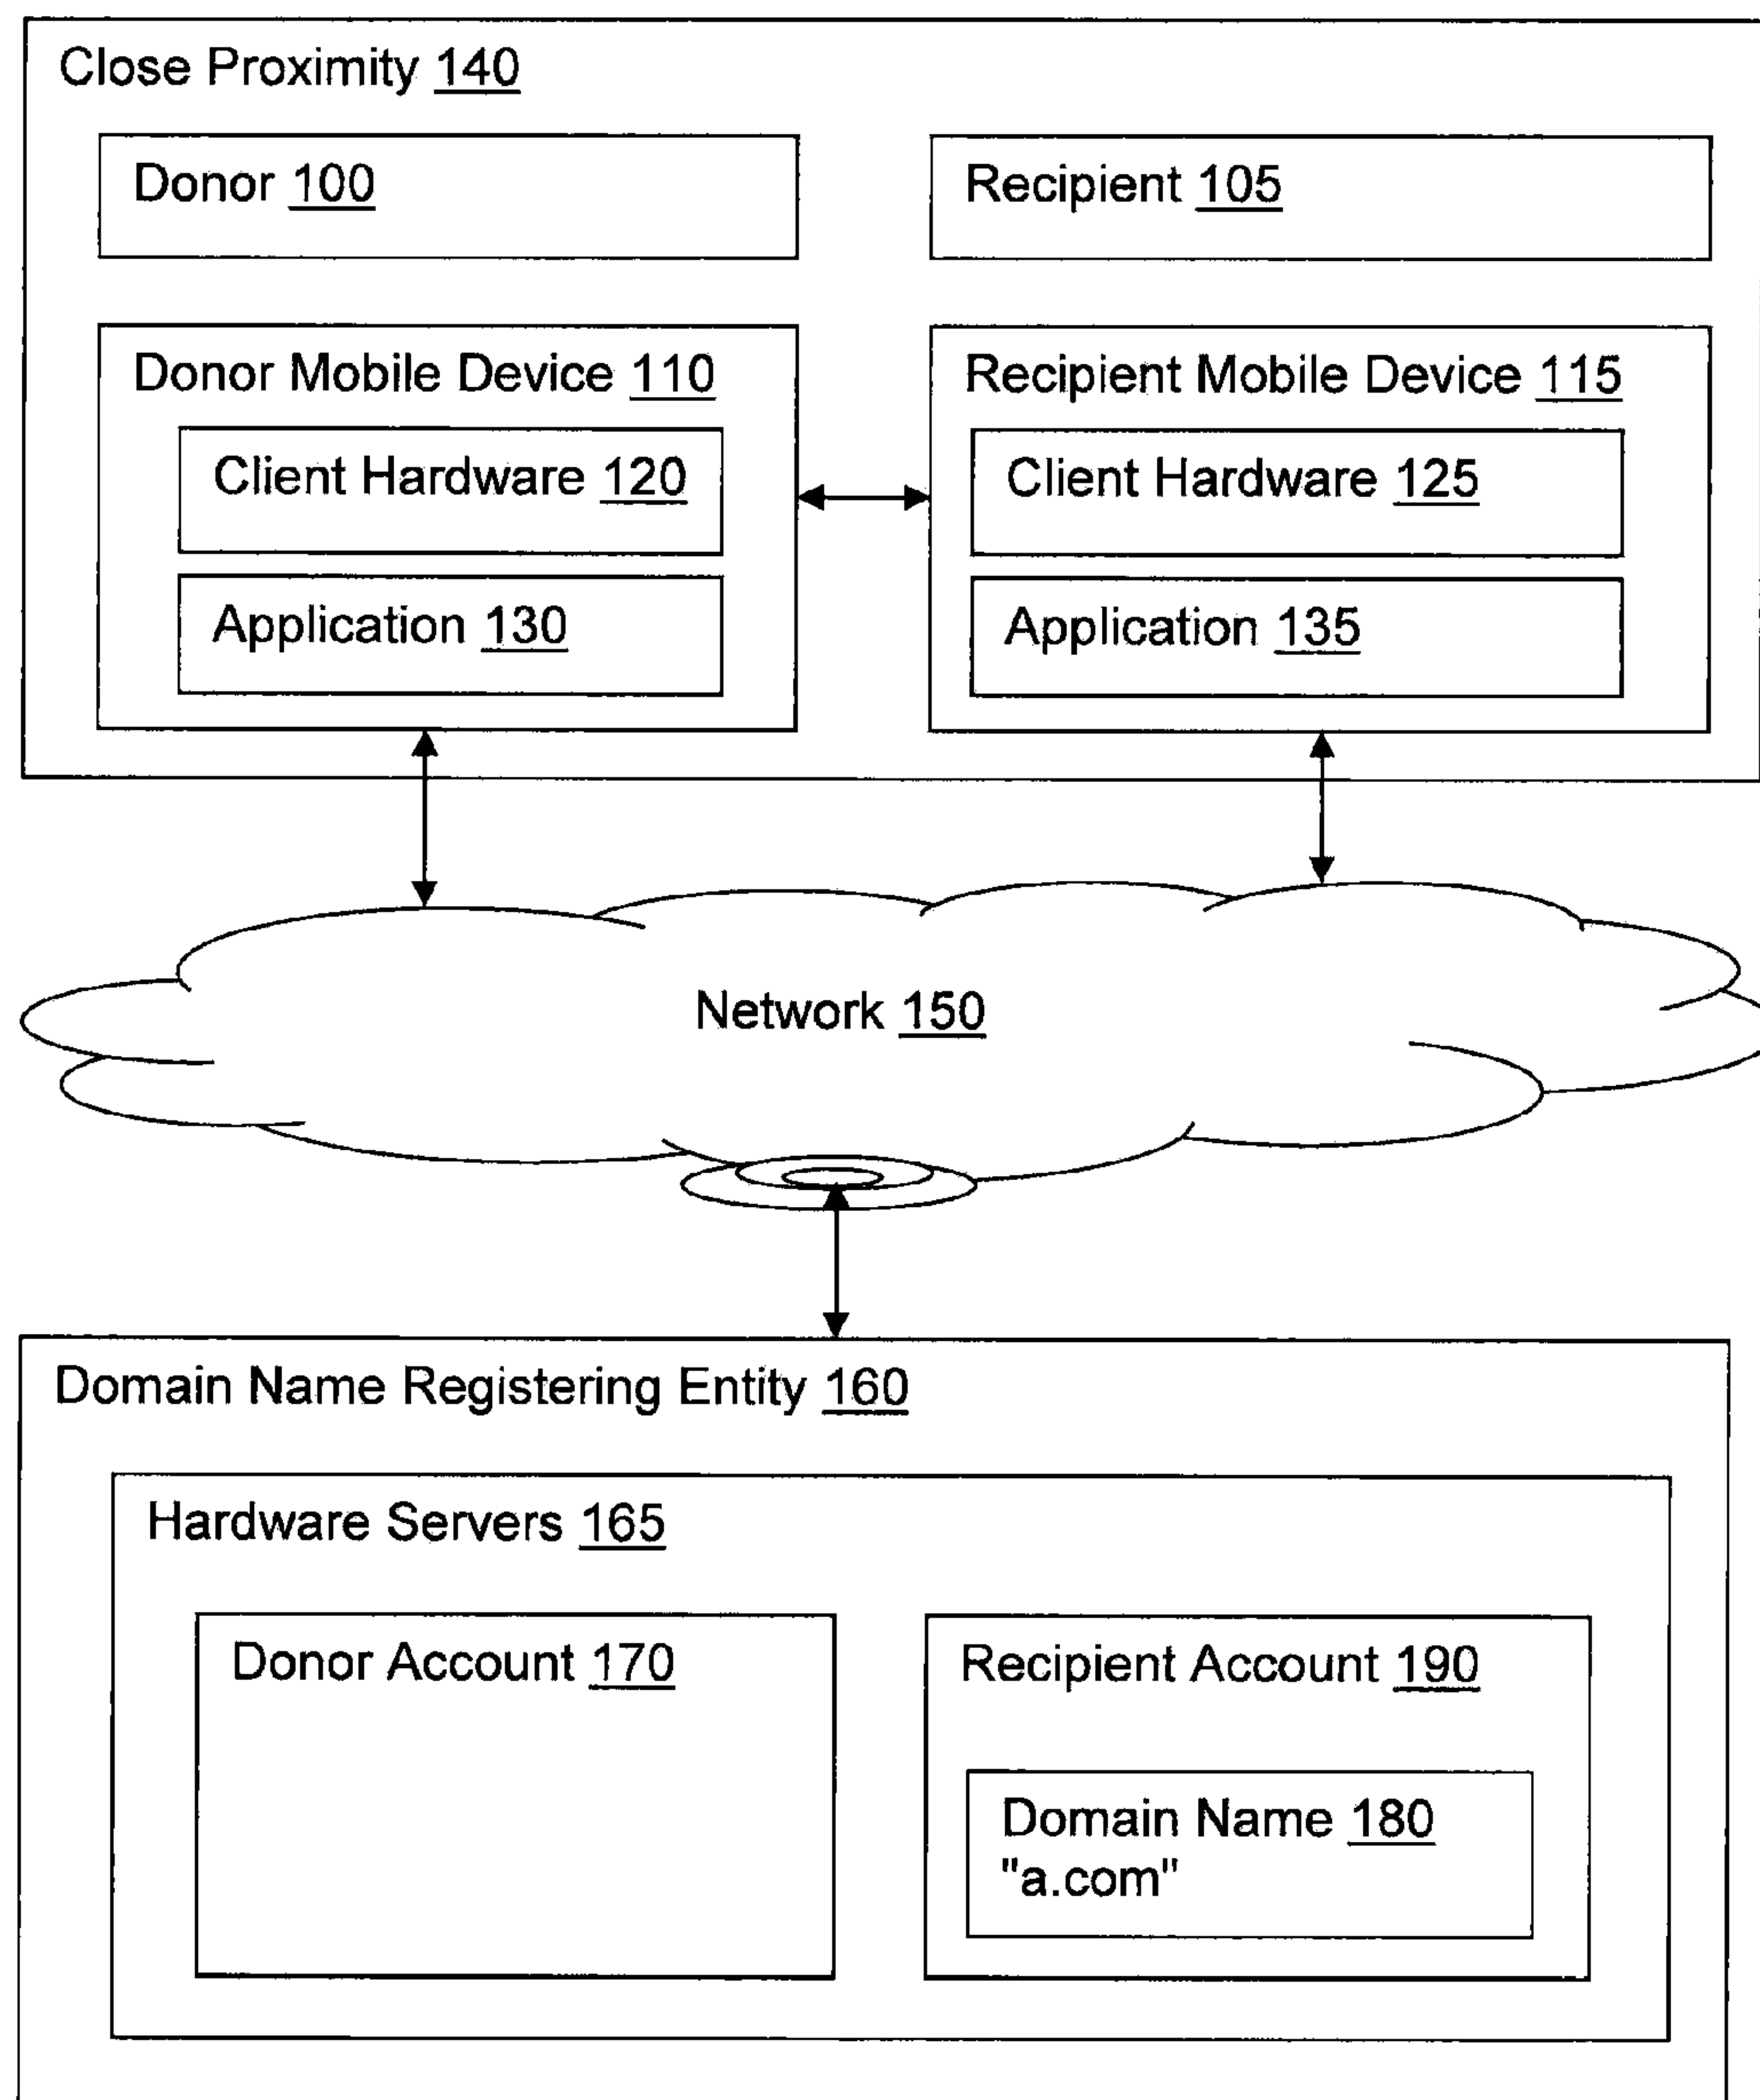 Close Proximity 140
Donor 100
Recipient 105
Donor Mobile Device 110
Client Hardware 120
Application 130
Recipient Mobile Device 115
Client Hardware 125
Application 135
Network 150
Domain Name Registering Entity 160
Hardware Servers 165
Donor Account 170
Recipient Account 190
Domain Name 180
"a.com"